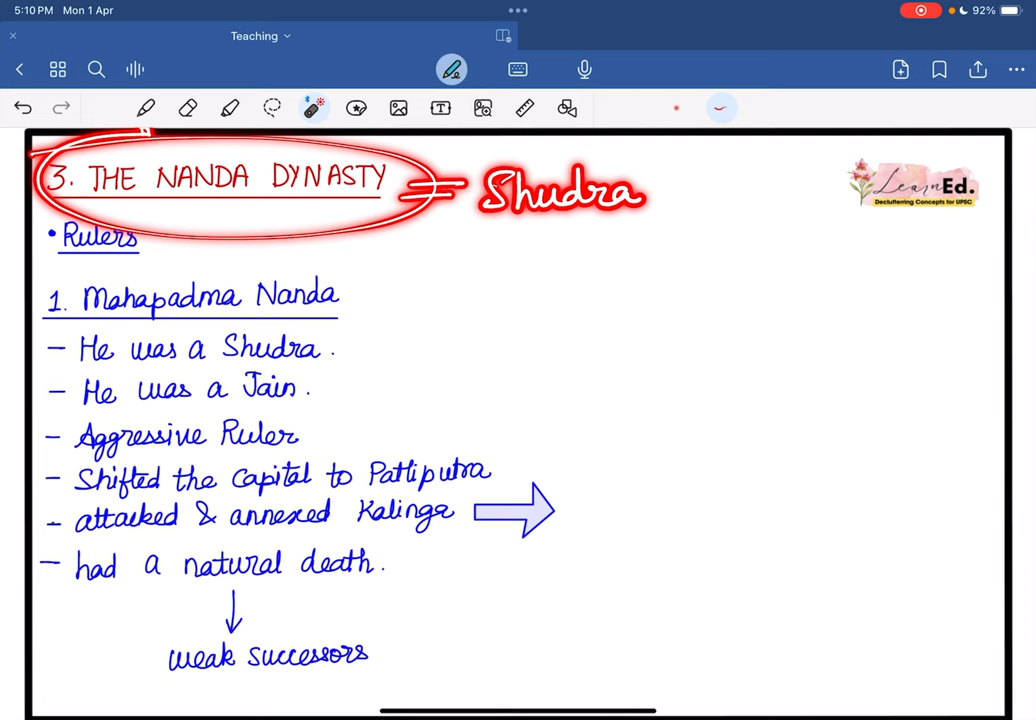 5:10 PM Mon 1 Apr
92%
Teaching
3. THE NANDA DYNASTY = Shudra
LearnEd.
Decluttering Concepts for UPSC
• Rulers
1. Mahapadma Nanda
- He was a Shudra.
- He was a Jain.
- Aggressive Ruler
- Shifted the Capital to Patliputra
- attacked & annexed Kalinga
- had a natural death.
weak successors